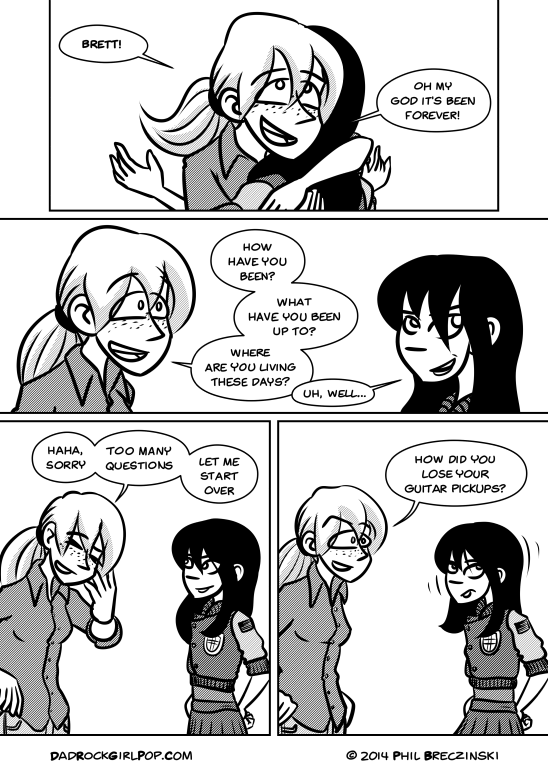 BRETT!
OH MY
GOD IT'S BEEN
FOREVER!
HOW
HAVE YOU
BEEN?
WHAT
HAVE YOU BEEN
UP TO?
WHERE
ARE YOU LIVING
THESE DAYS?
UH, WELL...
HAHA,
SORRY
TOO MANY
QUESTIONS
LET ME
START
OVER
HOW DID YOU
LOSE YOUR
GUITAR PICKUPS?
DADROCKGIRLPOP.COM
© 2014 PHIL BRECZINSKI